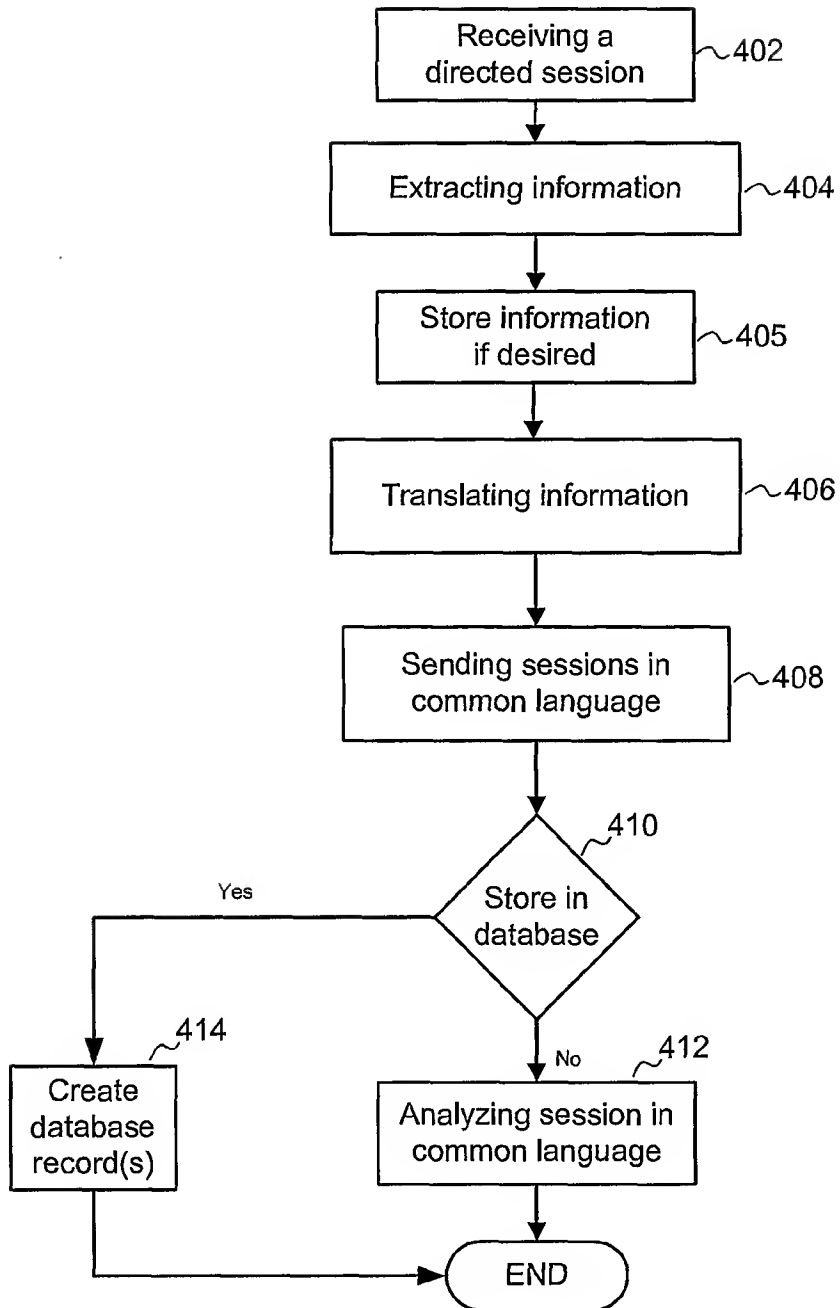 Receiving a
directed session
402
Extracting information
404
Store information
if desired
405
Translating information
406
Sending sessions in
common language
408
410
Store in
database
Yes
No
414
Create
database
record(s)
412
Analyzing session in
common language
END